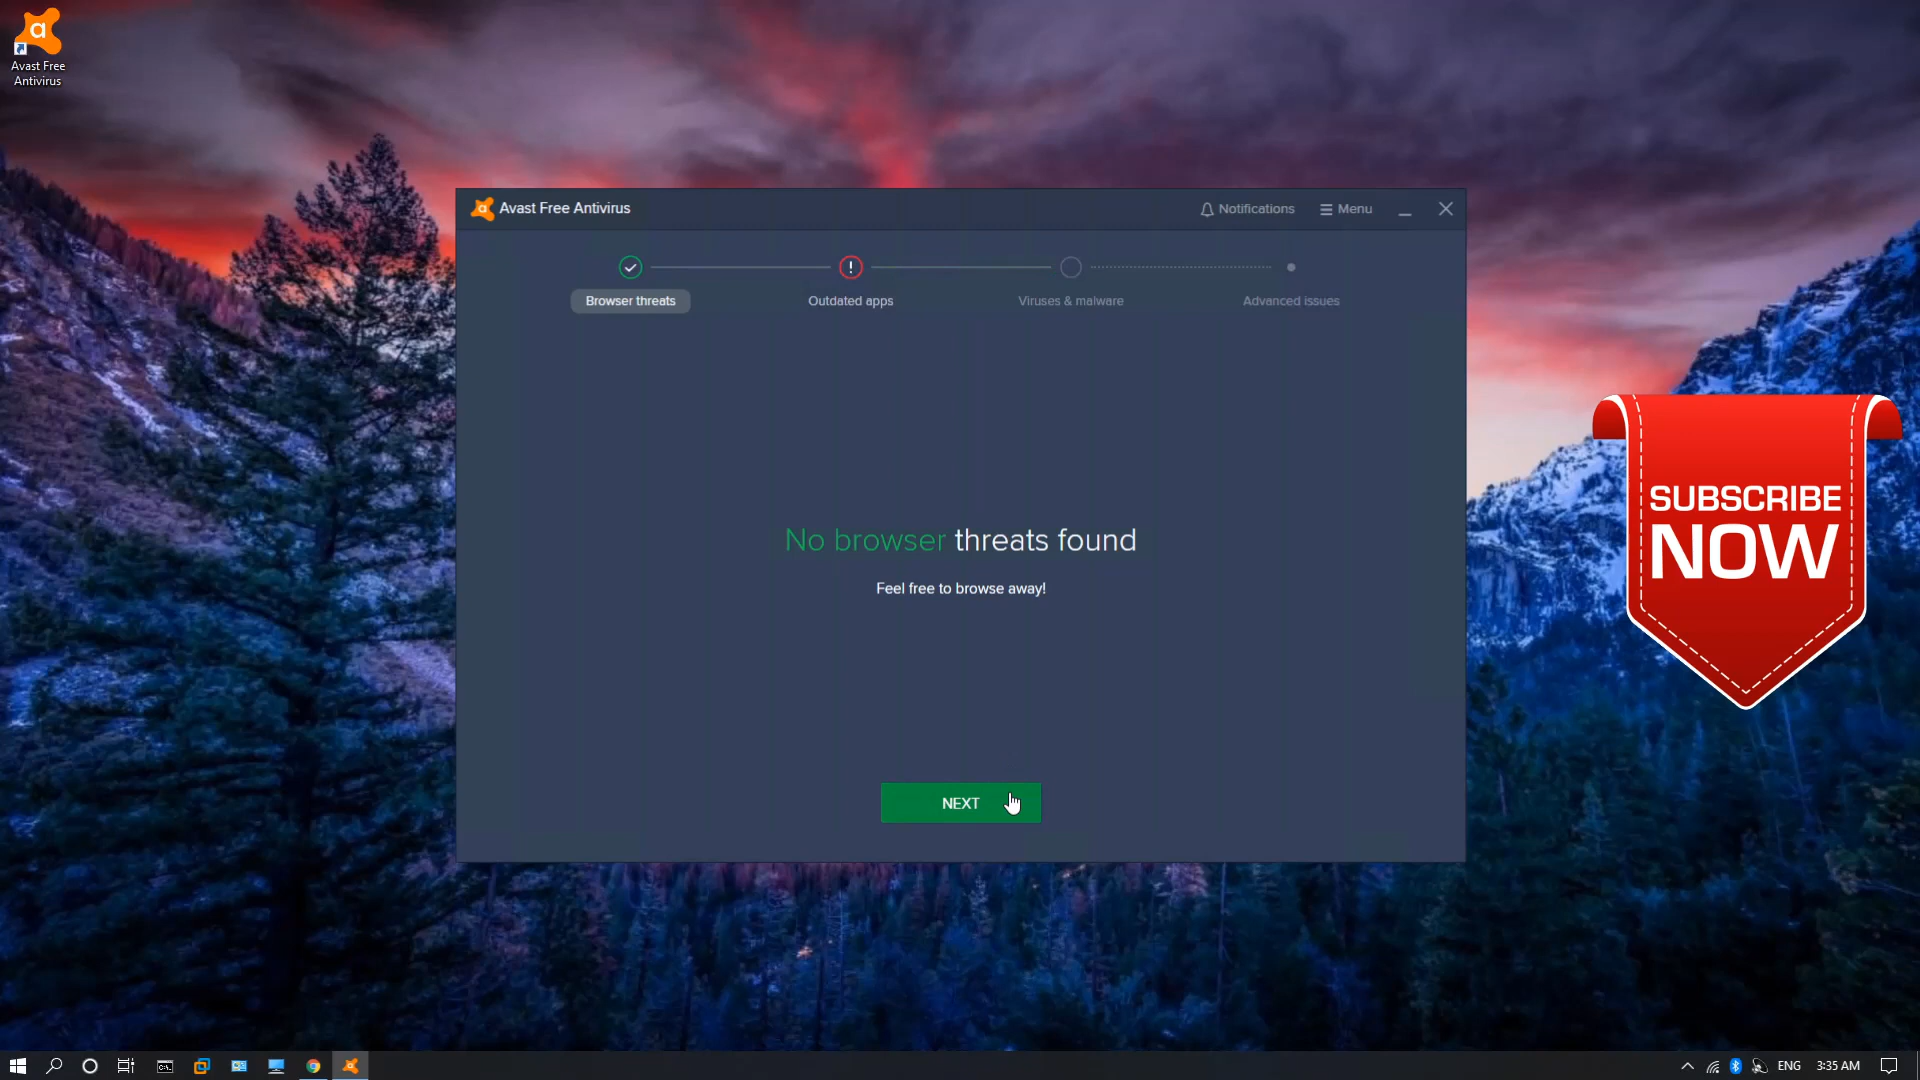 Avast Free
Antivirus
Avast Free Antivirus
Notifications
Menu
Browser threats
Outdated apps
Viruses & malware
Advanced issues
No browser threats found
Feel free to browse away!
NEXT
SUBSCRIBE
NOW
ENG
3:35 AM